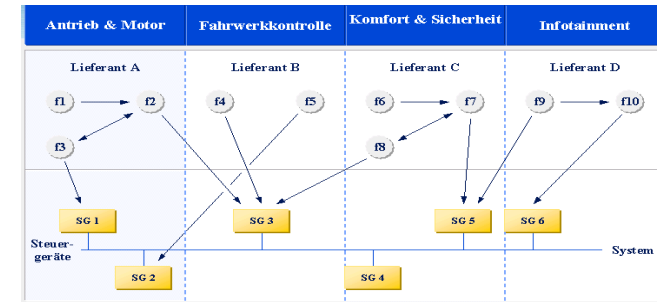 Antrieb & Motor
Fahrwerkkontrolle
Komfort & Sicherheit
Infotainment
Lieferant A
Lieferant B
Lieferant C
Lieferant D
f1
f2
f4
f5
f6
f7
f9
f10
f3
f8
SG 1
SG 3
SG 5
SG 6
Steuer-
geräte
System
SG 2
SG 4